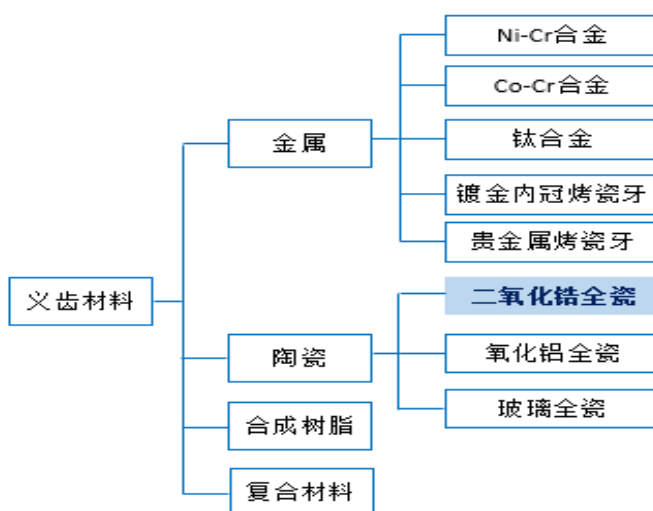 Ni-Cr合金
Co-Cr合金
金属
钛合金
镀金内冠烤瓷牙
贵金属烤瓷牙
义齿材料
二氧化锆全瓷
陶瓷
氧化铝全瓷
玻璃全瓷
合成树脂
复合材料